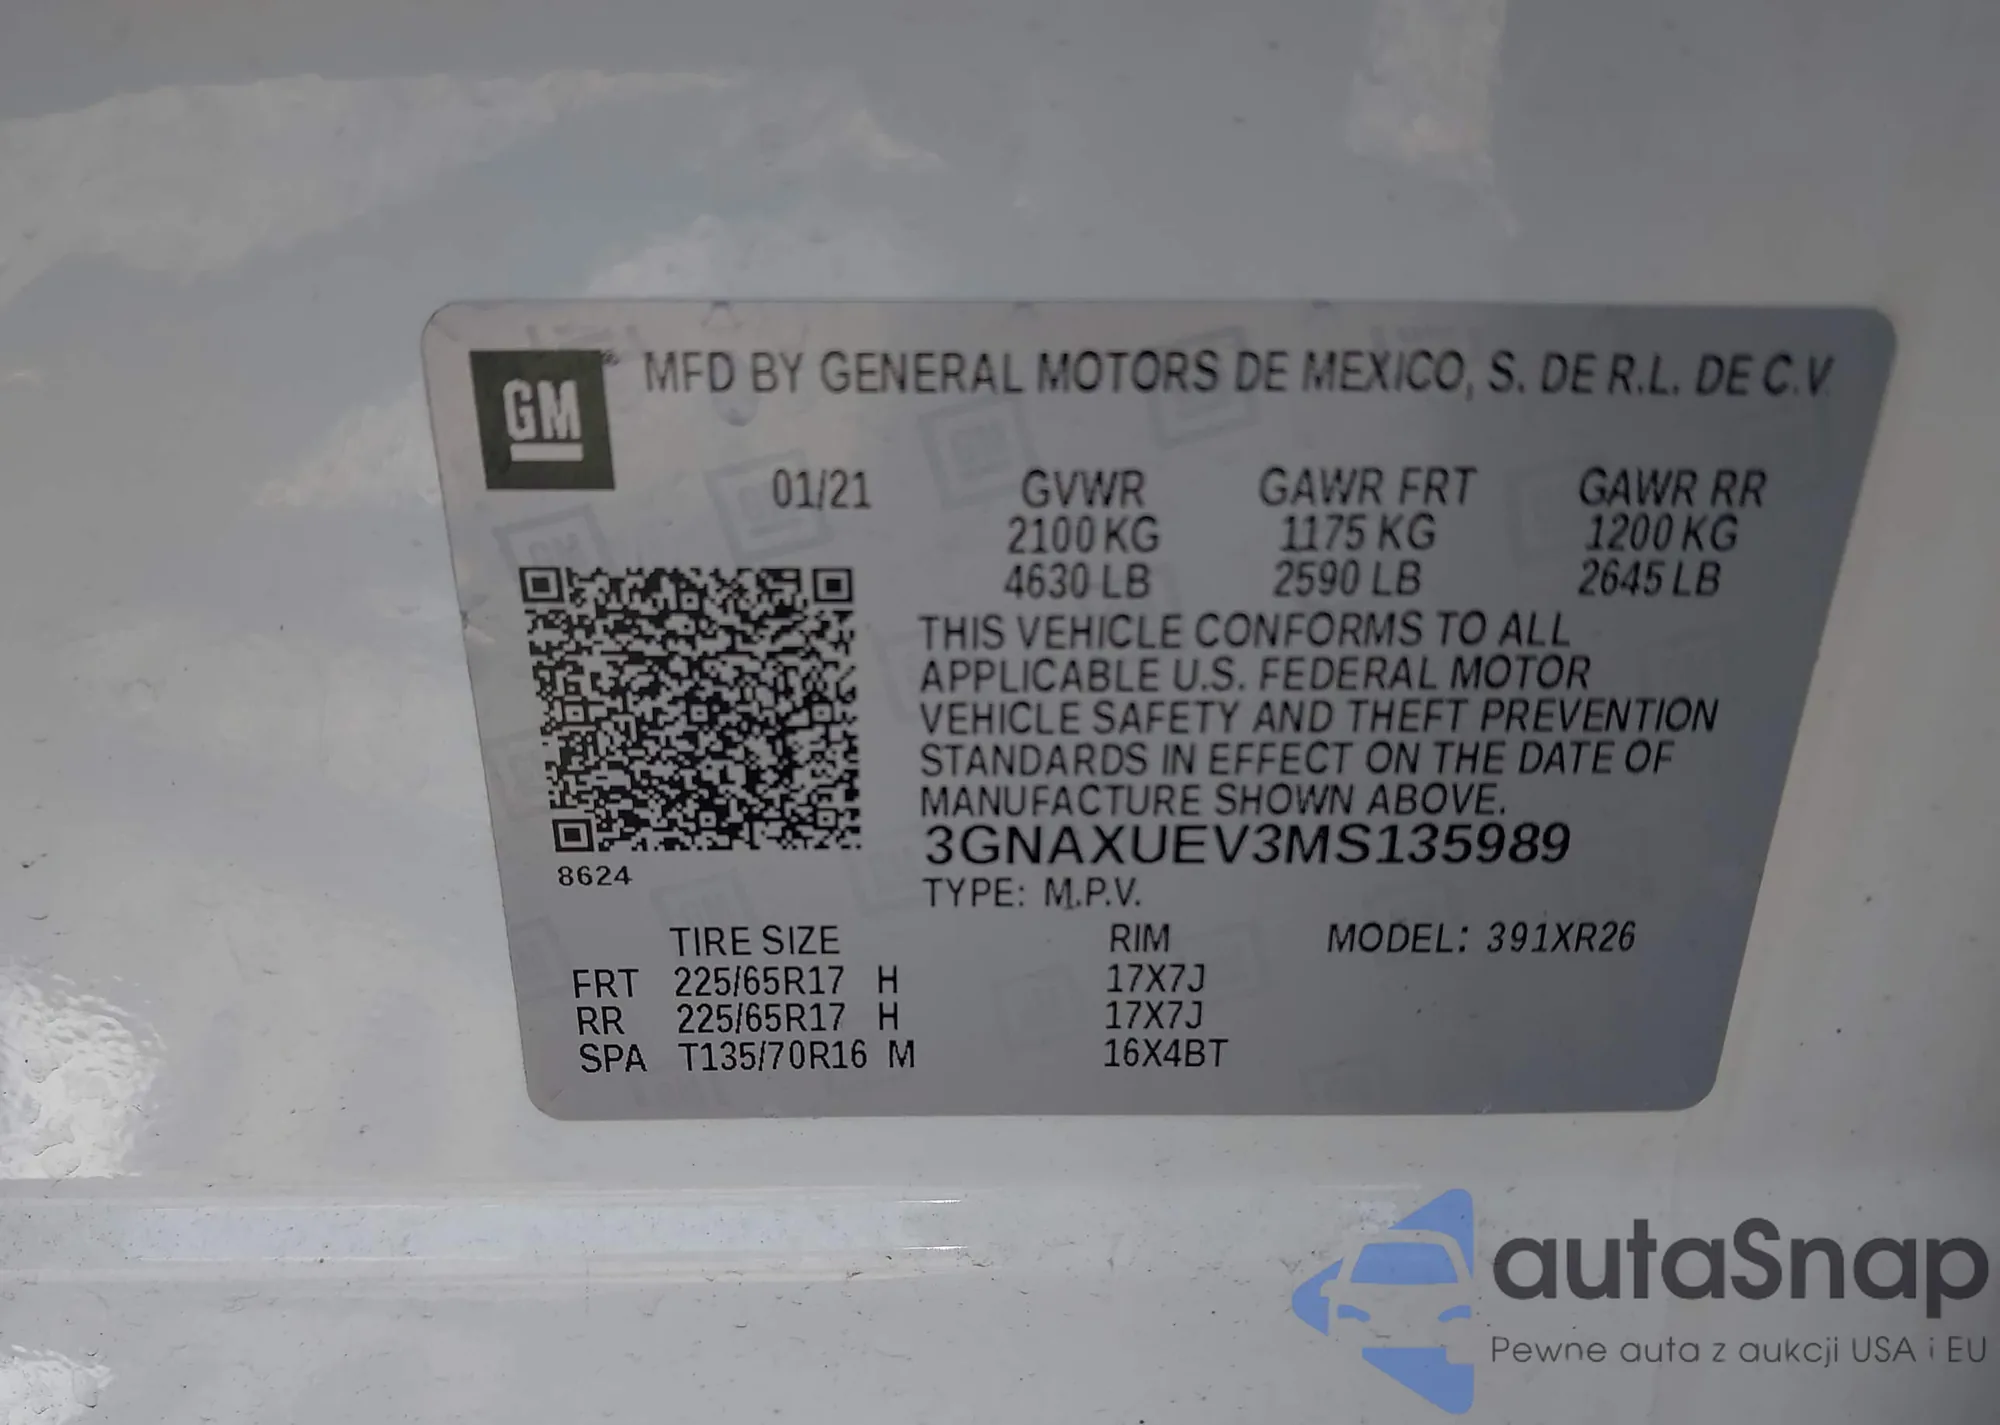 GM
MFD BY GENERAL MOTORS DE MEXICO, S. DE R.L. DE C.V.
01/21 GVWR GAWR FRT GAWR RR
2100 KG 1175 KG 1200 KG
4630 LB 2590 LB 2645 LB
THIS VEHICLE CONFORMS TO ALL
APPLICABLE U.S. FEDERAL MOTOR
VEHICLE SAFETY AND THEFT PREVENTION
STANDARDS IN EFFECT ON THE DATE OF
MANUFACTURE SHOWN ABOVE.
3GNAXUEV3MS135989
8624
TYPE: M.P.V.
TIRE SIZE RIM MODEL: 391XR26
FRT 225/65R17 H 17X7J
RR 225/65R17 H 17X7J
SPA T135/70R16 M 16X4BT
autaSnap
Pewne auta z aukcji USA i EU